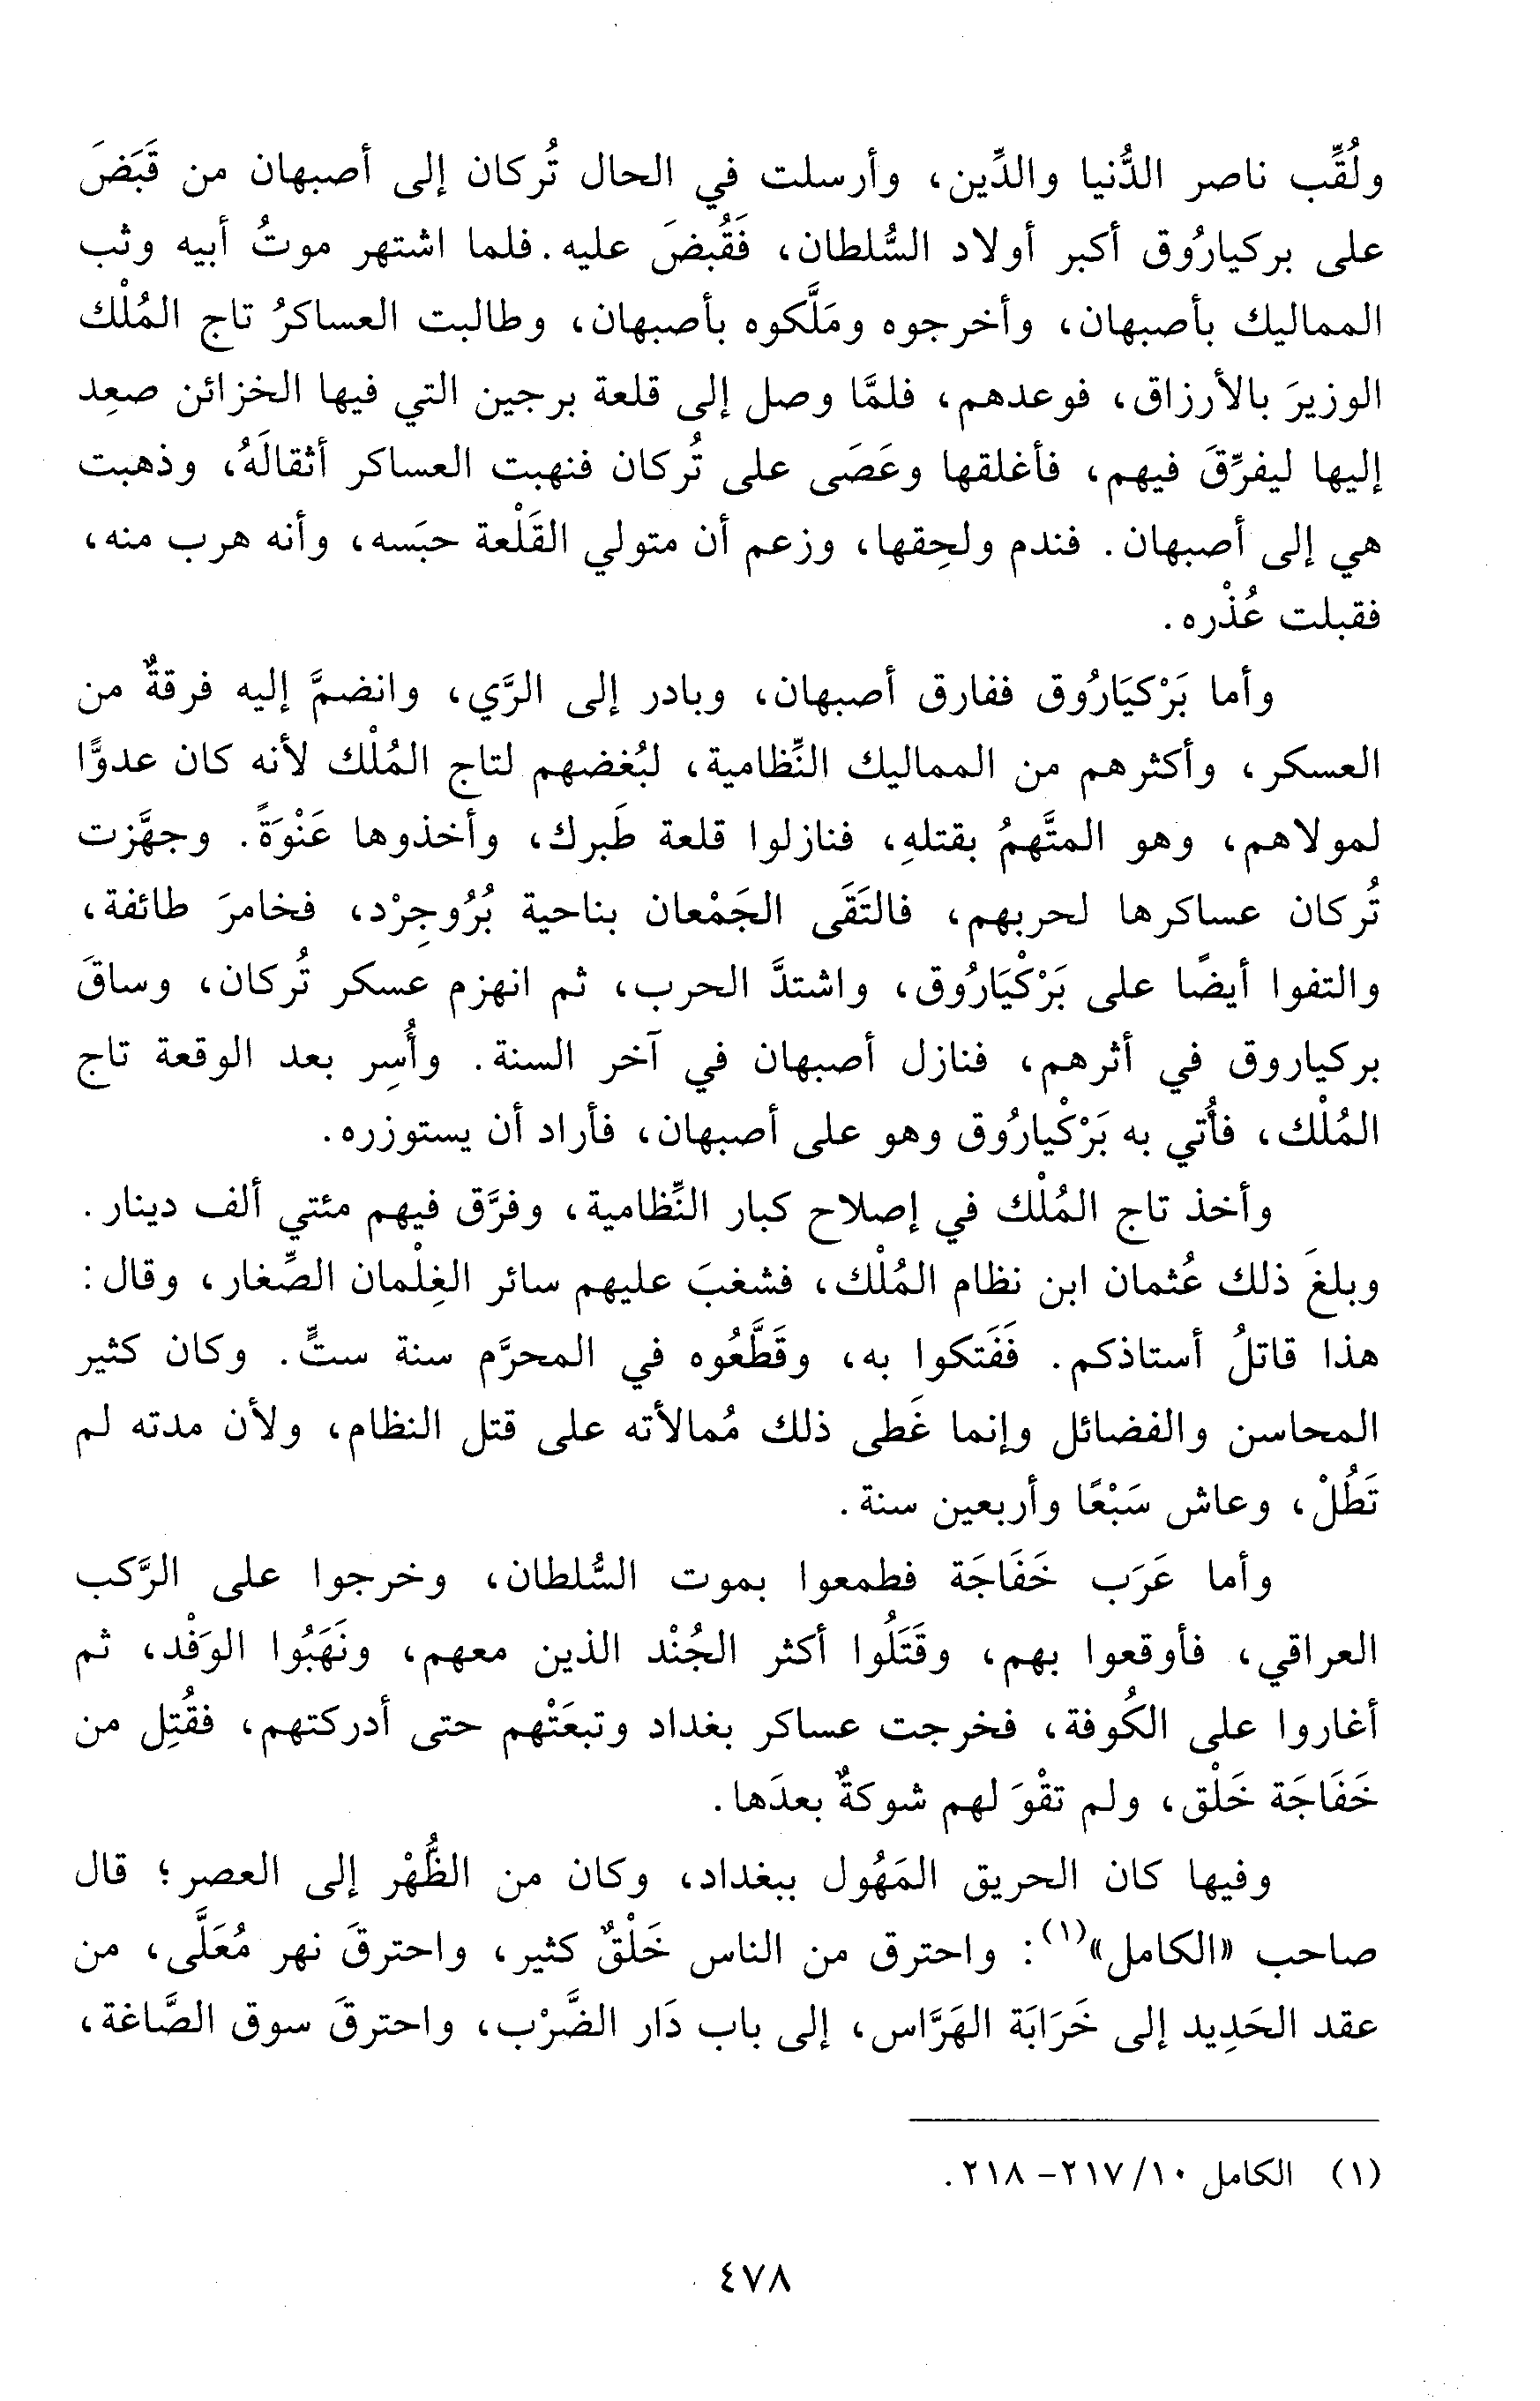 ولُقِّب ناصر الدُّنيا والدِّين، وأرسلت في الحال تُركان إلى أصبهان من قَبَضَ
على بركيارُوق أكبر أولاد السُّلطان، فَقُبضَ عليه. فلما اشتهر موتُ أبيه وثب
المماليك بأصبهان، وأخرجوه ومَلَّكوه بأصبهان، وطالبت العساكرُ تاج المُلْك
الوزيرَ بالأرزاق، فوعدهم، فلمَّا وصل إلى قلعة برجين التي فيها الخزائن صعِد
إليها ليفرِّقَ فيهم، فأغلقها وعَصَى على تُركان فنهبت العساكر أثقالَهُ، وذهبت
هي إلى أصبهان. فندم ولحِقها، وزعم أن متولي القَلْعة حبَسه، وأنه هرب منه،
فقبلت عُذْره.
وأما بَرْكيَارُوق ففارق أصبهان، وبادر إلى الرَّي، وانضمَّ إليه فرقةٌ من
العسكر، وأكثرهم من المماليك النِّظامية، لبُغضهم لتاج المُلْك لأنه كان عدوًّا
لمولاهم، وهو المتَّهمُ بقتلهِ، فنازلوا قلعة طَبرك، وأخذوها عَنْوَةً. وجهَّزت
تُركان عساكرها لحربهم، فالتَقَى الجَمْعان بناحية بُرُوجِرْد، فخامرَ طائفة،
والتفوا أيضًا على بَرْكْيَارُوق، واشتدَّ الحرب، ثم انهزم عسكر تُركان، وساقَ
بركياروق في أثرهم، فنازل أصبهان في آخر السنة. وأُسِر بعد الوقعة تاج
المُلْك، فأُتي به بَرْكْيارُوق وهو على أصبهان، فأراد أن يستوزره.
وأخذ تاج المُلْك في إصلاح كبار النِّظامية، وفرَّق فيهم مئتي ألف دينار.
وبلغَ ذلك عُثمان ابن نظام المُلْك، فشغبَ عليهم سائر الغِلْمان الصِّغار، وقال:
هذا قاتلُ أستاذكم. فَفَتكوا به، وقَطَّعُوه في المحرَّم سنة ستٍّ. وكان كثير
المحاسن والفضائل وإنما غَطى ذلك مُمالأته على قتل النظام، ولأن مدته لم
تَطُلْ، وعاش سَبْعًا وأربعين سنة.
وأما عَرَب خَفَاجَة فطمعوا بموت السُّلطان، وخرجوا على الرَّكب
العراقي، فأوقعوا بهم، وقَتَلُوا أكثر الجُنْد الذين معهم، ونَهَبُوا الوَفْد، ثم
أغاروا على الكُوفة، فخرجت عساكر بغداد وتبعَتْهم حتى أدركتهم، فقُتِل من
خَفَاجَة خَلْق، ولم تقْوَ لهم شوكةٌ بعدَها.
وفيها كان الحريق المَهُول ببغداد، وكان من الظُّهْر إلى العصر؛ قال
صاحب «الكامل»(١): واحترق من الناس خَلْقٌ كثير، واحترقَ نهر مُعَلَّى، من
عقد الحَدِيد إلى خَرَابَة الهَرَّاس، إلى باب دَار الضَّرْب، واحترقَ سوق الصَّاغة،
(١) الكامل ١٠/ ٢١٧- ٢١٨.
٤٧٨